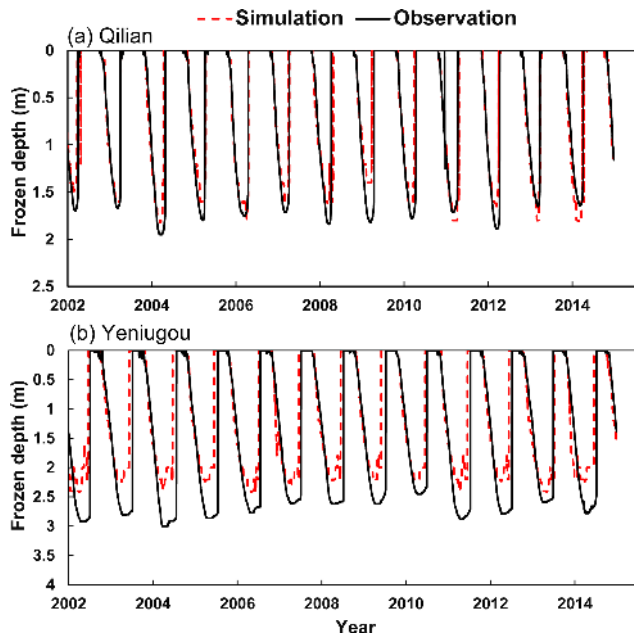 Simulation Observation
(a) Qilian
0
0.5
1
1.5
2
2.5
Frozen depth (m)
2002 2004 2006 2008 2010 2012 2014
(b) Yeniugou
0
0.5
1
1.5
2
2.5
3
3.5
4
Frozen depth (m)
2002 2004 2006 2008 2010 2012 2014
Year